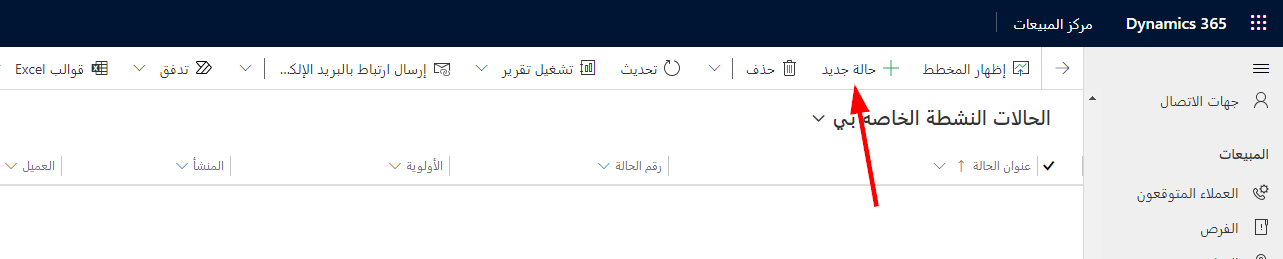 Dynamics 365 مركز المبيعات
إظهار المخطط حالة جديد حذف تحديث تشغيل تقرير إرسال ارتباط بالبريد الإلكـ... تدفق قوالب Excel
جهات الاتصال
الحالات النشطة الخاصة بي
المبيعات
عنوان الحالة رقم الحالة الأولوية المنشأ العميل
العملاء المتوقعون
الفرص